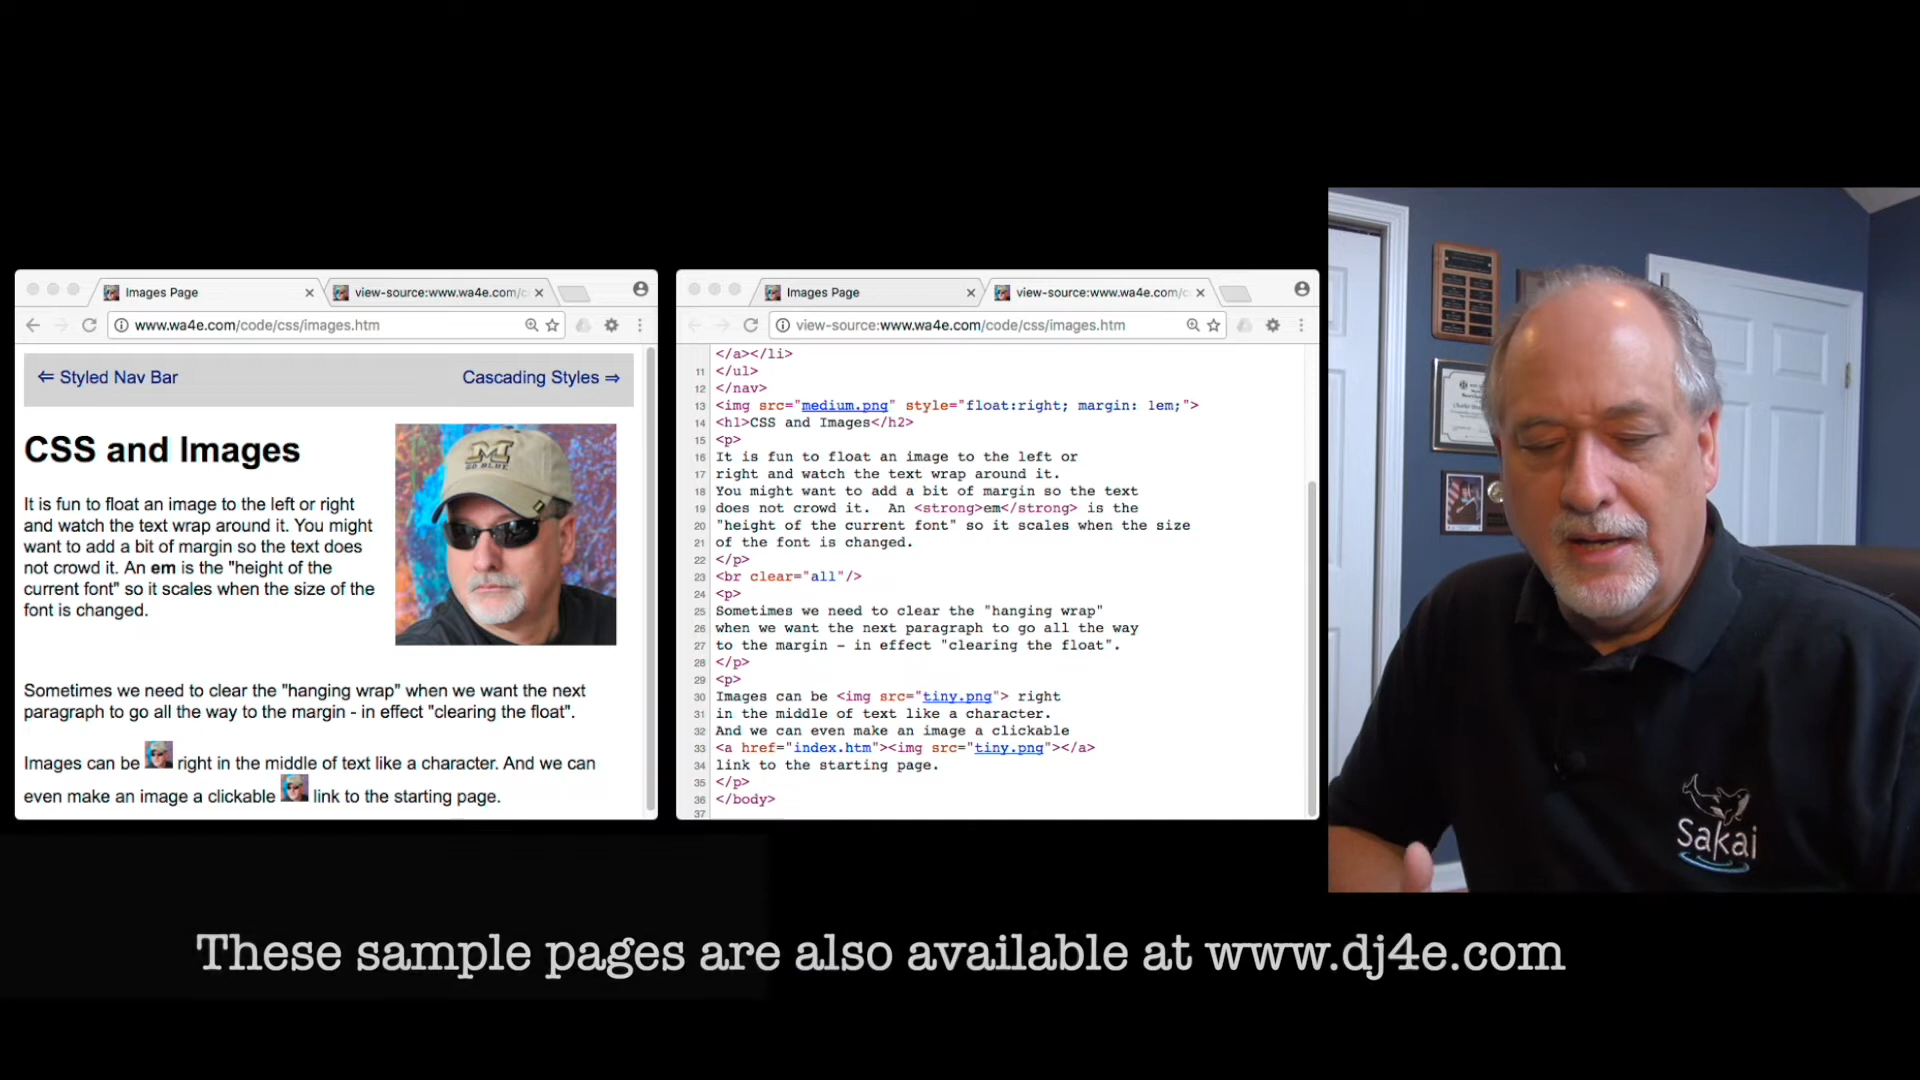 Images Page
view-source:www.wa4e.com/c
www.wa4e.com/code/css/images.htm
⇐ Styled Nav Bar
Cascading Styles ⇒
CSS and Images
It is fun to float an image to the left or right
and watch the text wrap around it. You might
want to add a bit of margin so the text does
not crowd it. An em is the "height of the
current font" so it scales when the size of the
font is changed.
M
GO BLUE
Sometimes we need to clear the "hanging wrap" when we want the next
paragraph to go all the way to the margin - in effect "clearing the float".
Images can be right in the middle of text like a character. And we can
even make an image a clickable link to the starting page.
Images Page
view-source:www.wa4e.com/c
view-source:www.wa4e.com/code/css/images.htm
</a></li>
11 </ul>
12 </nav>
13 <img src="medium.png" style="float:right; margin: 1em;">
14 <h1>CSS and Images</h2>
15 <p>
16 It is fun to float an image to the left or
17 right and watch the text wrap around it.
18 You might want to add a bit of margin so the text
19 does not crowd it.  An <strong>em</strong> is the
20 "height of the current font" so it scales when the size
21 of the font is changed.
22 </p>
23 <br clear="all"/>
24 <p>
25 Sometimes we need to clear the "hanging wrap"
26 when we want the next paragraph to go all the way
27 to the margin - in effect "clearing the float".
28 </p>
29 <p>
30 Images can be <img src="tiny.png"> right
31 in the middle of text like a character.
32 And we can even make an image a clickable
33 <a href="index.htm"><img src="tiny.png"></a>
34 link to the starting page.
35 </p>
36 </body>
37
Sakai
These sample pages are also available at www.dj4e.com